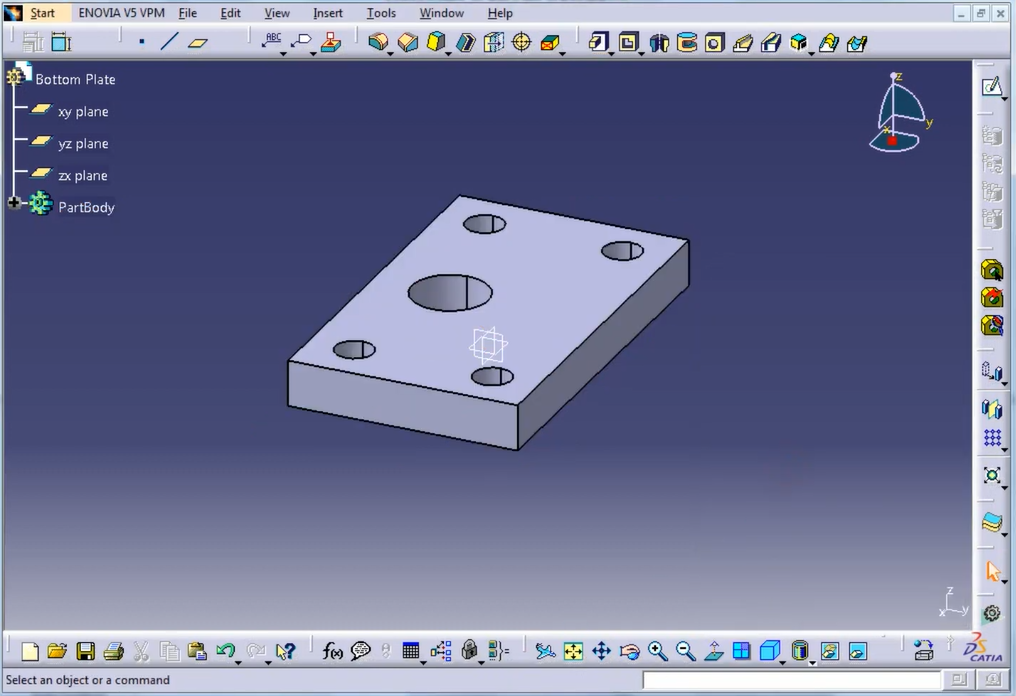 Start ENOVIA V5 VPM File Edit View Insert Tools Window Help
ABC
Bottom Plate
xy plane
yz plane
zx plane
PartBody
z
y
x
z
x y
f(x)
CATIA
Select an object or a command